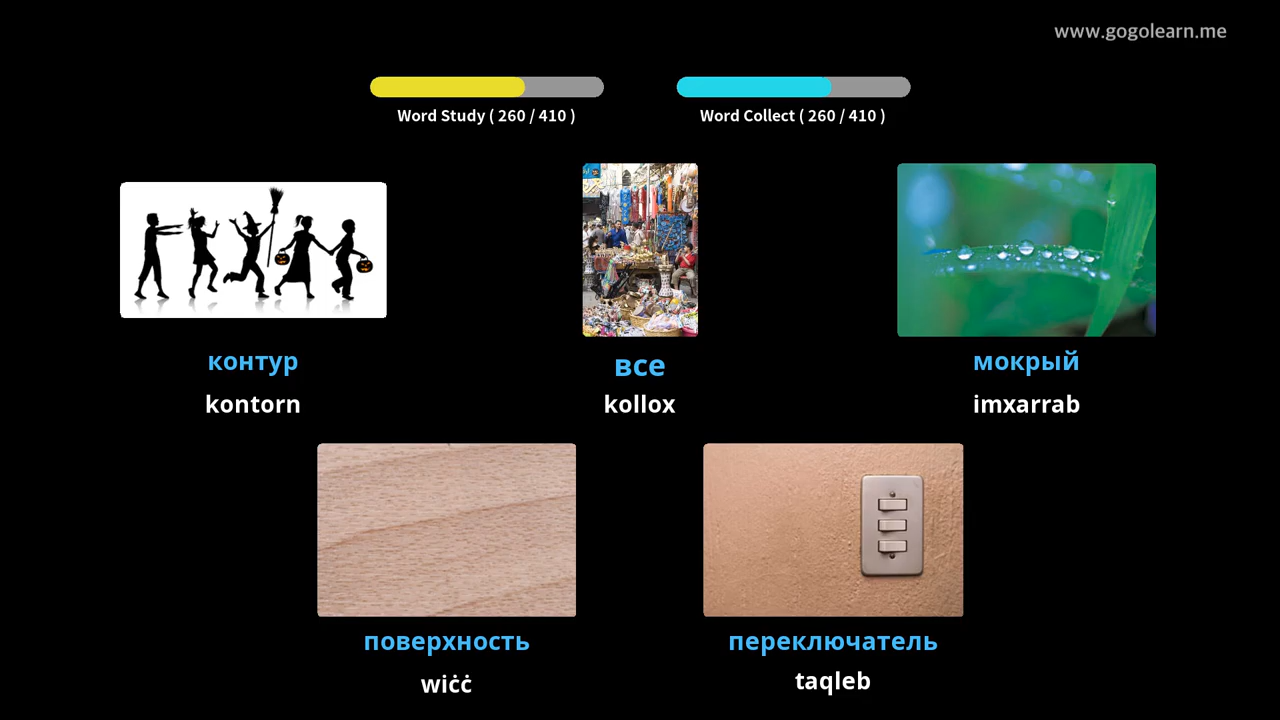 www.gogolearn.me
Word Study ( 260 / 410 )
Word Collect ( 260 / 410 )
контур
kontorn
все
kollox
мокрый
imxarrab
поверхность
wiċċ
переключатель
taqleb